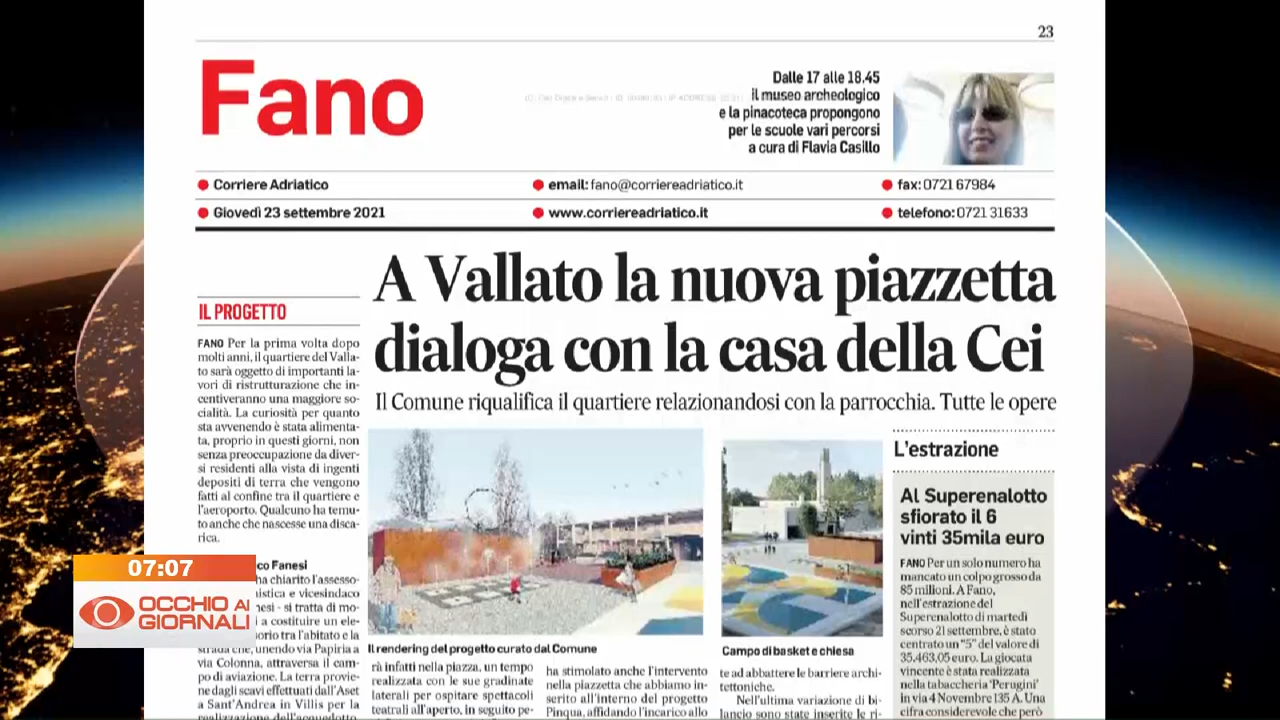 23
Fano
Dalle 17 alle 18.45
il museo archeologico
e la pinacoteca propongono
per le scuole vari percorsi
a cura di Flavia Casillo
Corriere Adriatico
email: fano@corriereadriatico.it
fax: 0721 67984
Giovedì 23 settembre 2021
www.corriereadriatico.it
telefono: 0721 31633
A Vallato la nuova piazzetta
dialoga con la casa della Cei
Il Comune riqualifica il quartiere relazionandosi con la parrocchia. Tutte le opere
IL PROGETTO
FANO Per la prima volta dopo
molti anni, il quartiere del Valla-
to sarà oggetto di importanti la-
vori di ristrutturazione che in-
centiveranno una maggiore so-
cialità. La curiosità per quanto
sta avvenendo è stata alimenta-
ta, proprio in questi giorni, non
senza preoccupazione da diver-
si residenti alla vista di ingenti
depositi di terra che vengono
fatti al confine tra il quartiere e
l'aeroporto. Qualcuno ha temu-
to anche che nascesse una disca-
rica.
co Fanesi
ha chiarito l'assesso-
nistica e vicesindaco
nesi - si tratta di mo-
i a costituire un ele-
orio tra l'abitato e la
strada che, unendo via Papiria a
via Colonna, attraversa il cam-
po di aviazione. La terra provie-
ne dagli scavi effettuati dall'Aset
a Sant'Andrea in Villis per la
realizzazione dell'acquedotto
Il rendering del progetto curato dal Comune
rà infatti nella piazza, un tempo
realizzata con le sue gradinate
laterali per ospitare spettacoli
teatrali all'aperto, in seguito pe-
ha stimolato anche l'intervento
nella piazzetta che abbiamo in-
serito all'interno del progetto
Pinqua, affidando l'incarico allo
Campo di basket e chiesa
te ad abbattere le barriere archi-
tettoniche.
Nell'ultima variazione di bi-
lancio sono state inserite le ri-
L'estrazione
Al Superenalotto
sfiorato il 6
vinti 35mila euro
FANO Per un solo numero ha
mancato un colpo grosso da
85 milioni. A Fano,
nell'estrazione del
Superenalotto di martedì
scorso 21 settembre, è stato
centrato un "5" del valore di
35.463,05 euro. La giocata
vincente è stata realizzata
nella tabaccheria 'Perugini'
in via 4 Novembre 135 A. Una
cifra considerevole che però
07:07
OCCHIO AI
GIORNALI